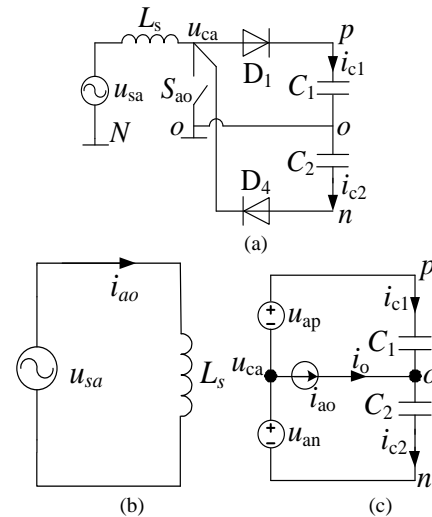 L_s u_ca p
D_1 i_c1
u_sa S_ao C_1
N o o
C_2
D_4 i_c2
n
(a)
i_ao
u_sa L_s
(b)
p
i_c1
u_ap C_1
u_ca i_o o
i_ao C_2
u_an i_c2
n
(c)